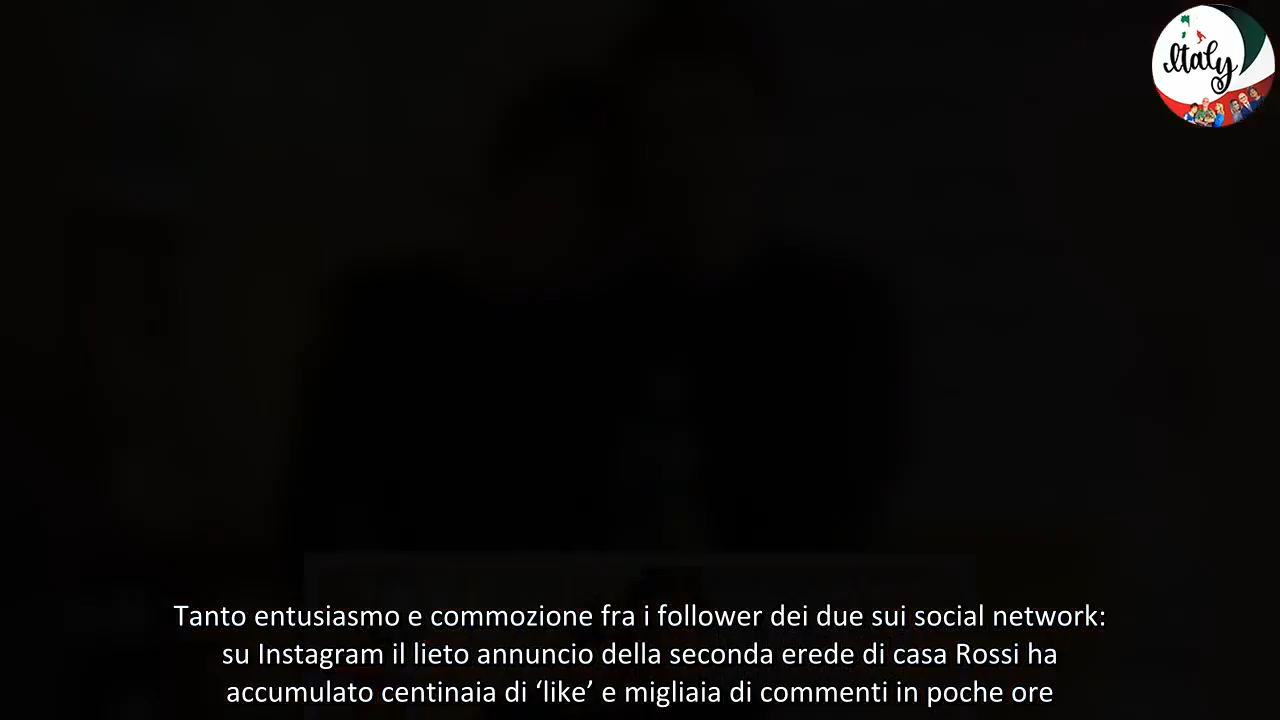 Italy
Tanto entusiasmo e commozione fra i follower dei due sui social network:
su Instagram il lieto annuncio della seconda erede di casa Rossi ha
accumulato centinaia di ‘like’ e migliaia di commenti in poche ore